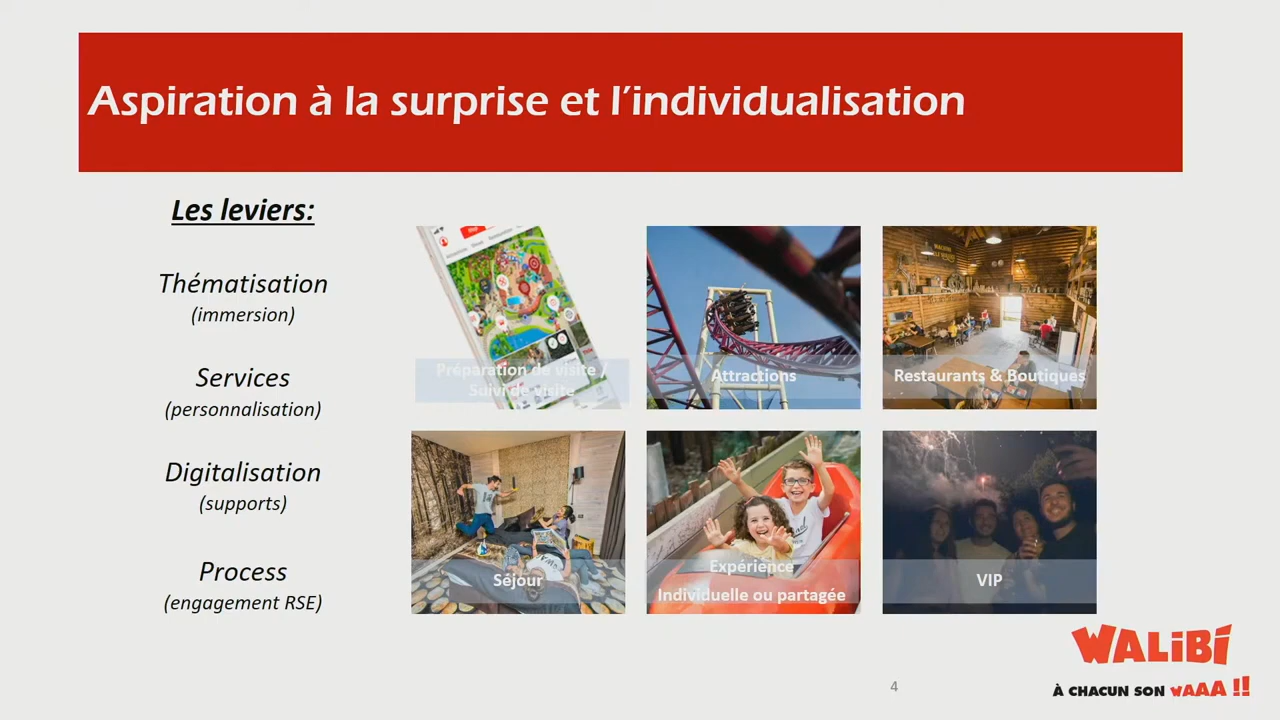 Aspiration à la surprise et l'individualisation
Les leviers:
Thématisation
(immersion)
Services
(personnalisation)
Digitalisation
(supports)
Process
(engagement RSE)
Préparation de visite /
Suivi de visite
Attractions
Restaurants & Boutiques
Séjour
Expérience
Individuelle ou partagée
VIP
4
WALiBi
À CHACUN SON WAAA !!